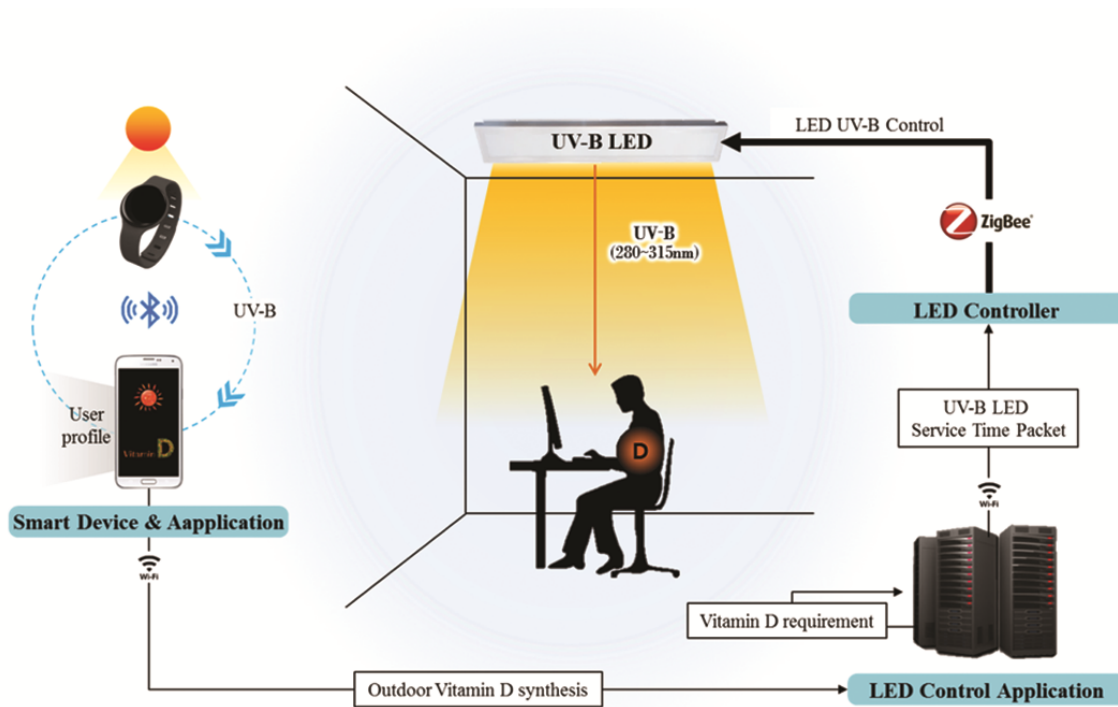 UV-B LED
LED UV-B Control
ZigBee®
UV-B
(280~315nm)
UV-B
LED Controller
User
profile
Vitamin D
UV-B LED
Service Time Packet
D
Smart Device & Aapplication
Wi-Fi
Wi-Fi
Vitamin D requirement
Outdoor Vitamin D synthesis
LED Control Application